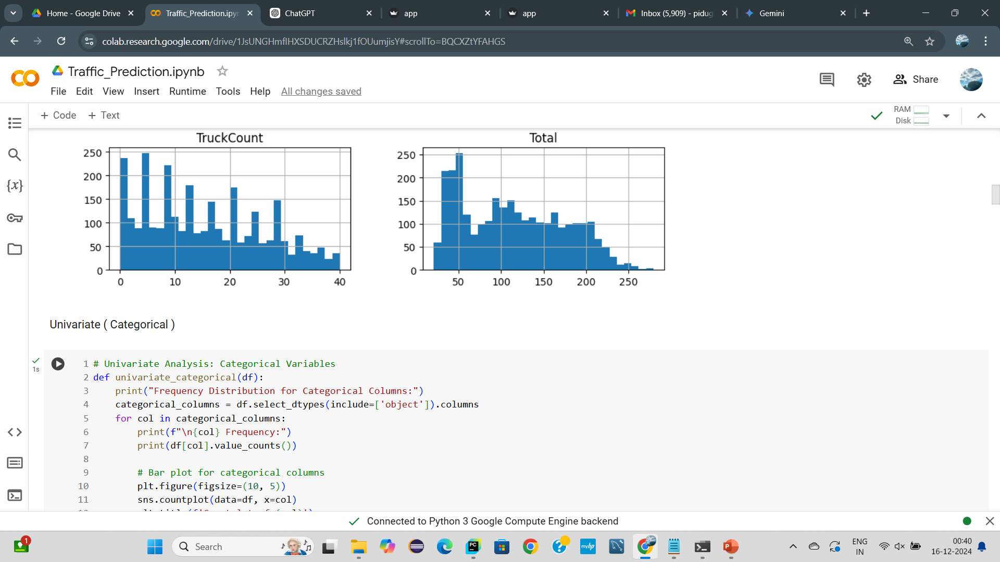 Home - Google Drive
Traffic_Prediction.ipyn
ChatGPT
app
app
Inbox (5,909) - pidug
Gemini
colab.research.google.com/drive/1JsUNGHmfIHXSDUCRZHslkj1fOUumjisY#scrollTo=BQCXZtYFAHGS
Traffic_Prediction.ipynb
File Edit View Insert Runtime Tools Help All changes saved
Share
+ Code + Text
RAM
Disk
{x}
TruckCount
250
200
150
100
50
0
0 10 20 30 40
Total
250
200
150
100
50
0
50 100 150 200 250
Univariate ( Categorical )
1s
1 # Univariate Analysis: Categorical Variables
2 def univariate_categorical(df):
3 print("Frequency Distribution for Categorical Columns:")
4 categorical_columns = df.select_dtypes(include=['object']).columns
5 for col in categorical_columns:
6 print(f"\n{col} Frequency:")
7 print(df[col].value_counts())
8
9 # Bar plot for categorical columns
10 plt.figure(figsize=(10, 5))
11 sns.countplot(data=df, x=col)
Connected to Python 3 Google Compute Engine backend
1
Search
PC
myhp
P
ENG
IN
00:40
16-12-2024